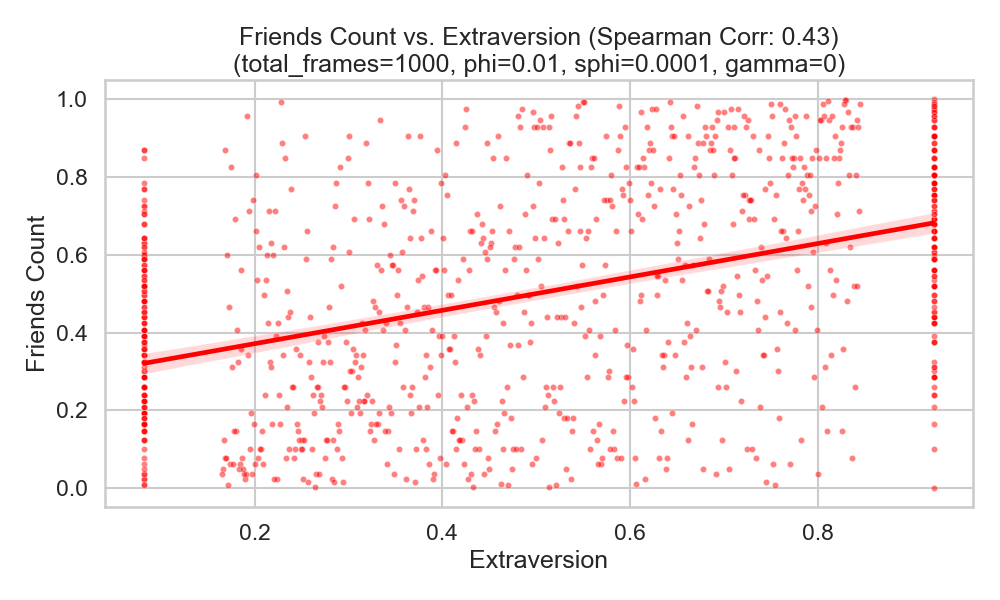 Friends Count vs. Extraversion (Spearman Corr: 0.43)
(total_frames=1000, phi=0.01, sphi=0.0001, gamma=0)
1.0
0.8
0.6
0.4
0.2
0.0
Friends Count
0.2 0.4 0.6 0.8
Extraversion